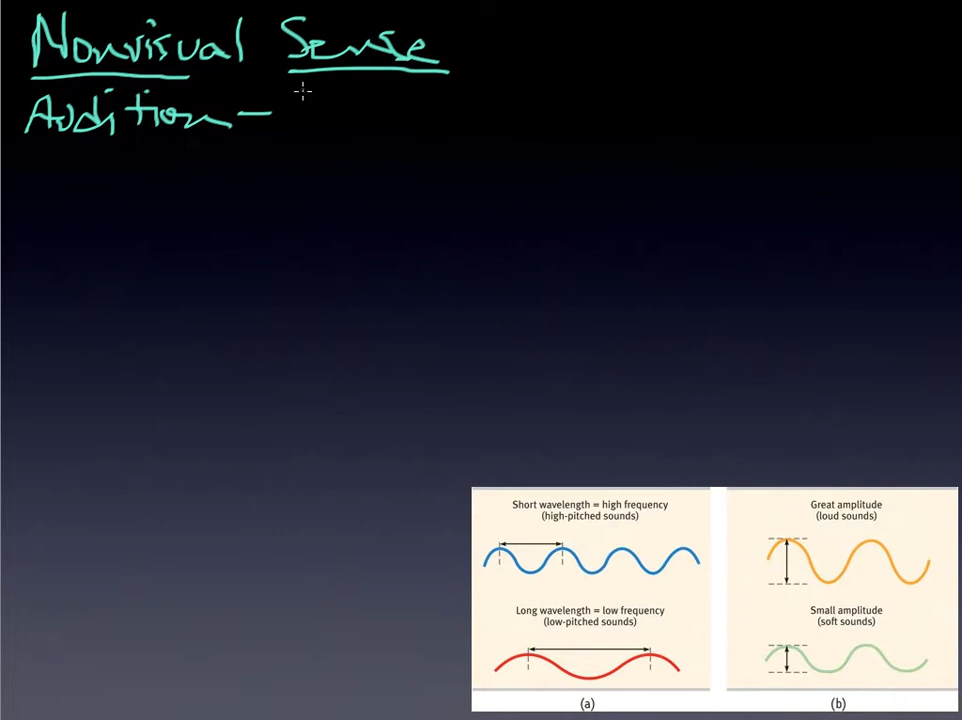 Nonvisual Sense
Audition –
Short wavelength = high frequency
(high-pitched sounds)
Long wavelength = low frequency
(low-pitched sounds)
(a)
Great amplitude
(loud sounds)
Small amplitude
(soft sounds)
(b)